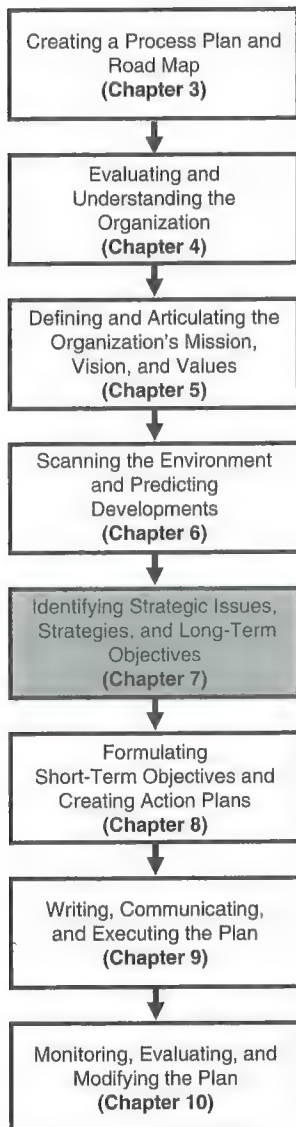 Creating a Process Plan and
Road Map
(Chapter 3)
Evaluating and
Understanding the
Organization
(Chapter 4)
Defining and Articulating the
Organization's Mission,
Vision, and Values
(Chapter 5)
Scanning the Environment
and Predicting
Developments
(Chapter 6)
Identifying Strategic Issues,
Strategies, and Long-Term
Objectives
(Chapter 7)
Formulating
Short-Term Objectives and
Creating Action Plans
(Chapter 8)
Writing, Communicating,
and Executing the Plan
(Chapter 9)
Monitoring, Evaluating, and
Modifying the Plan
(Chapter 10)